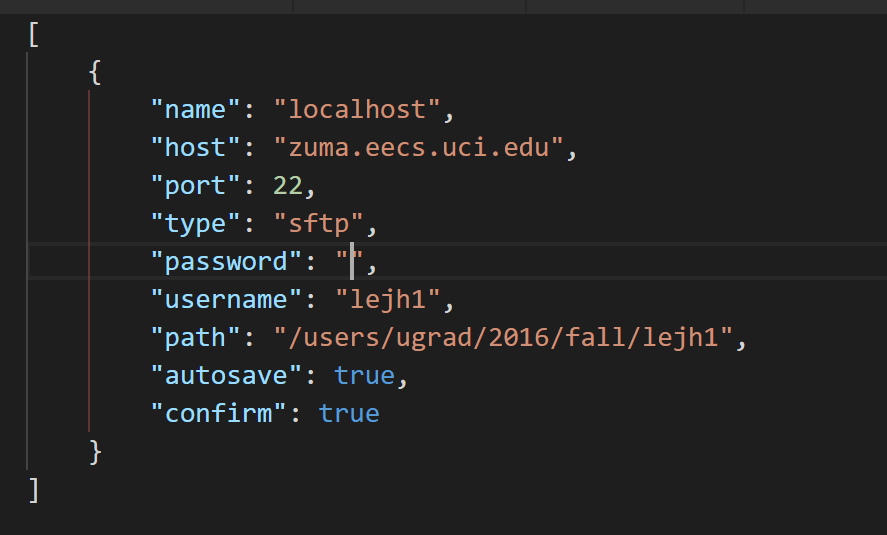 [
{
"name": "localhost",
"host": "zuma.eecs.uci.edu",
"port": 22,
"type": "sftp",
"password": "",
"username": "lejh1",
"path": "/users/ugrad/2016/fall/lejh1",
"autosave": true,
"confirm": true
}
]